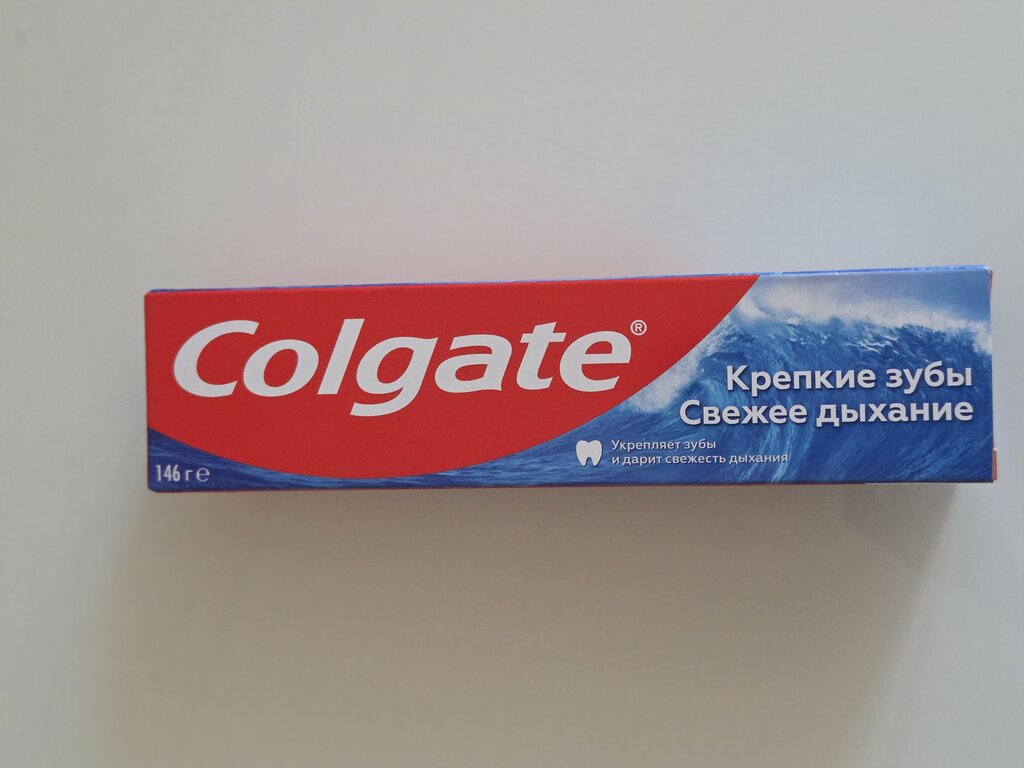 Colgate®
Крепкие зубы
Свежее дыхание
Укрепляет зубы
и дарит свежесть дыхания
146 г ℮